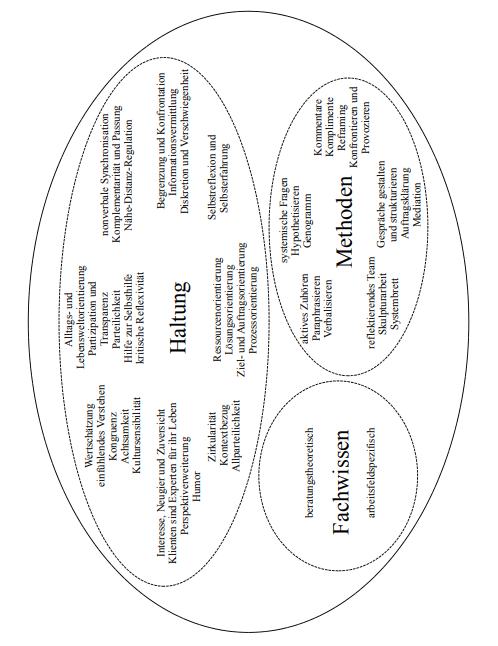 Wertschätzung
einfühlendes Verstehen
Kongruenz
Achtsamkeit
Kultursensibilität
Alltags- und
Lebensweltorientierung
Partizipation und
Transparenz
Parteilichkeit
Hilfe zur Selbsthilfe
kritische Reflexivität
nonverbale Synchronisation
Komplementarität und Passung
Nähe-Distanz-Regulation
Interesse, Neugier und Zuversicht
Klienten sind Experten für ihr Leben
Perspektiverweiterung
Humor
Haltung
Begrenzung und Konfrontation
Informationsvermittlung
Diskretion und Verschwiegenheit
Zirkularität
Kontextbezug
Allparteilichkeit
Ressourcenorientierung
Lösungsorientierung
Ziel- und Auftragsorientierung
Prozessorientierung
Selbstreflexion und
Selbsterfahrung
beratungstheoretisch
Fachwissen
arbeitsfeldspezifisch
aktives Zuhören
Paraphrasieren
Verbalisieren
systemische Fragen
Hypothetisieren
Genogramm
Kommentare
Komplimente
Reframing
Konfrontieren und
Provozieren
Methoden
reflektierendes Team
Skulpturarbeit
Systembrett
Gespräche gestalten
und strukturieren
Auftragsklärung
Mediation